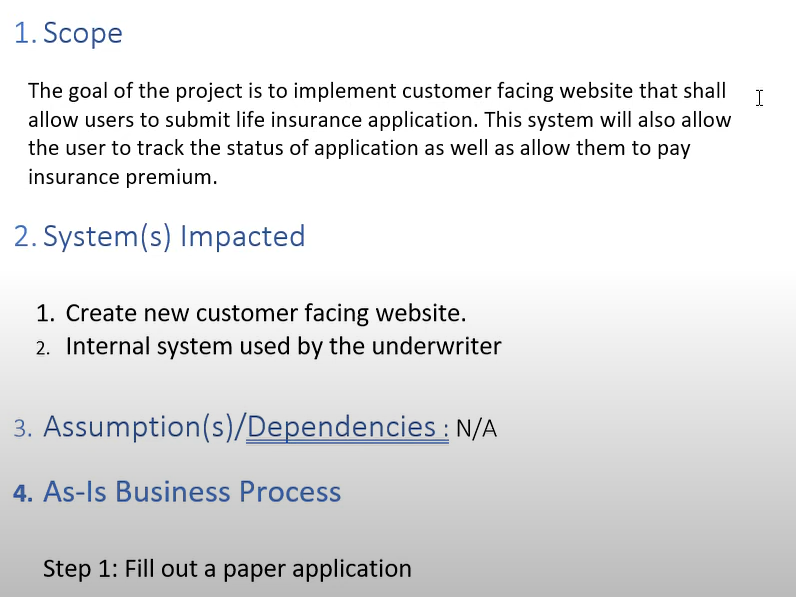 1. Scope
The goal of the project is to implement customer facing website that shall
allow users to submit life insurance application. This system will also allow
the user to track the status of application as well as allow them to pay
insurance premium.
2. System(s) Impacted
1. Create new customer facing website.
2. Internal system used by the underwriter
3. Assumption(s)/Dependencies : N/A
4. As-Is Business Process
Step 1: Fill out a paper application